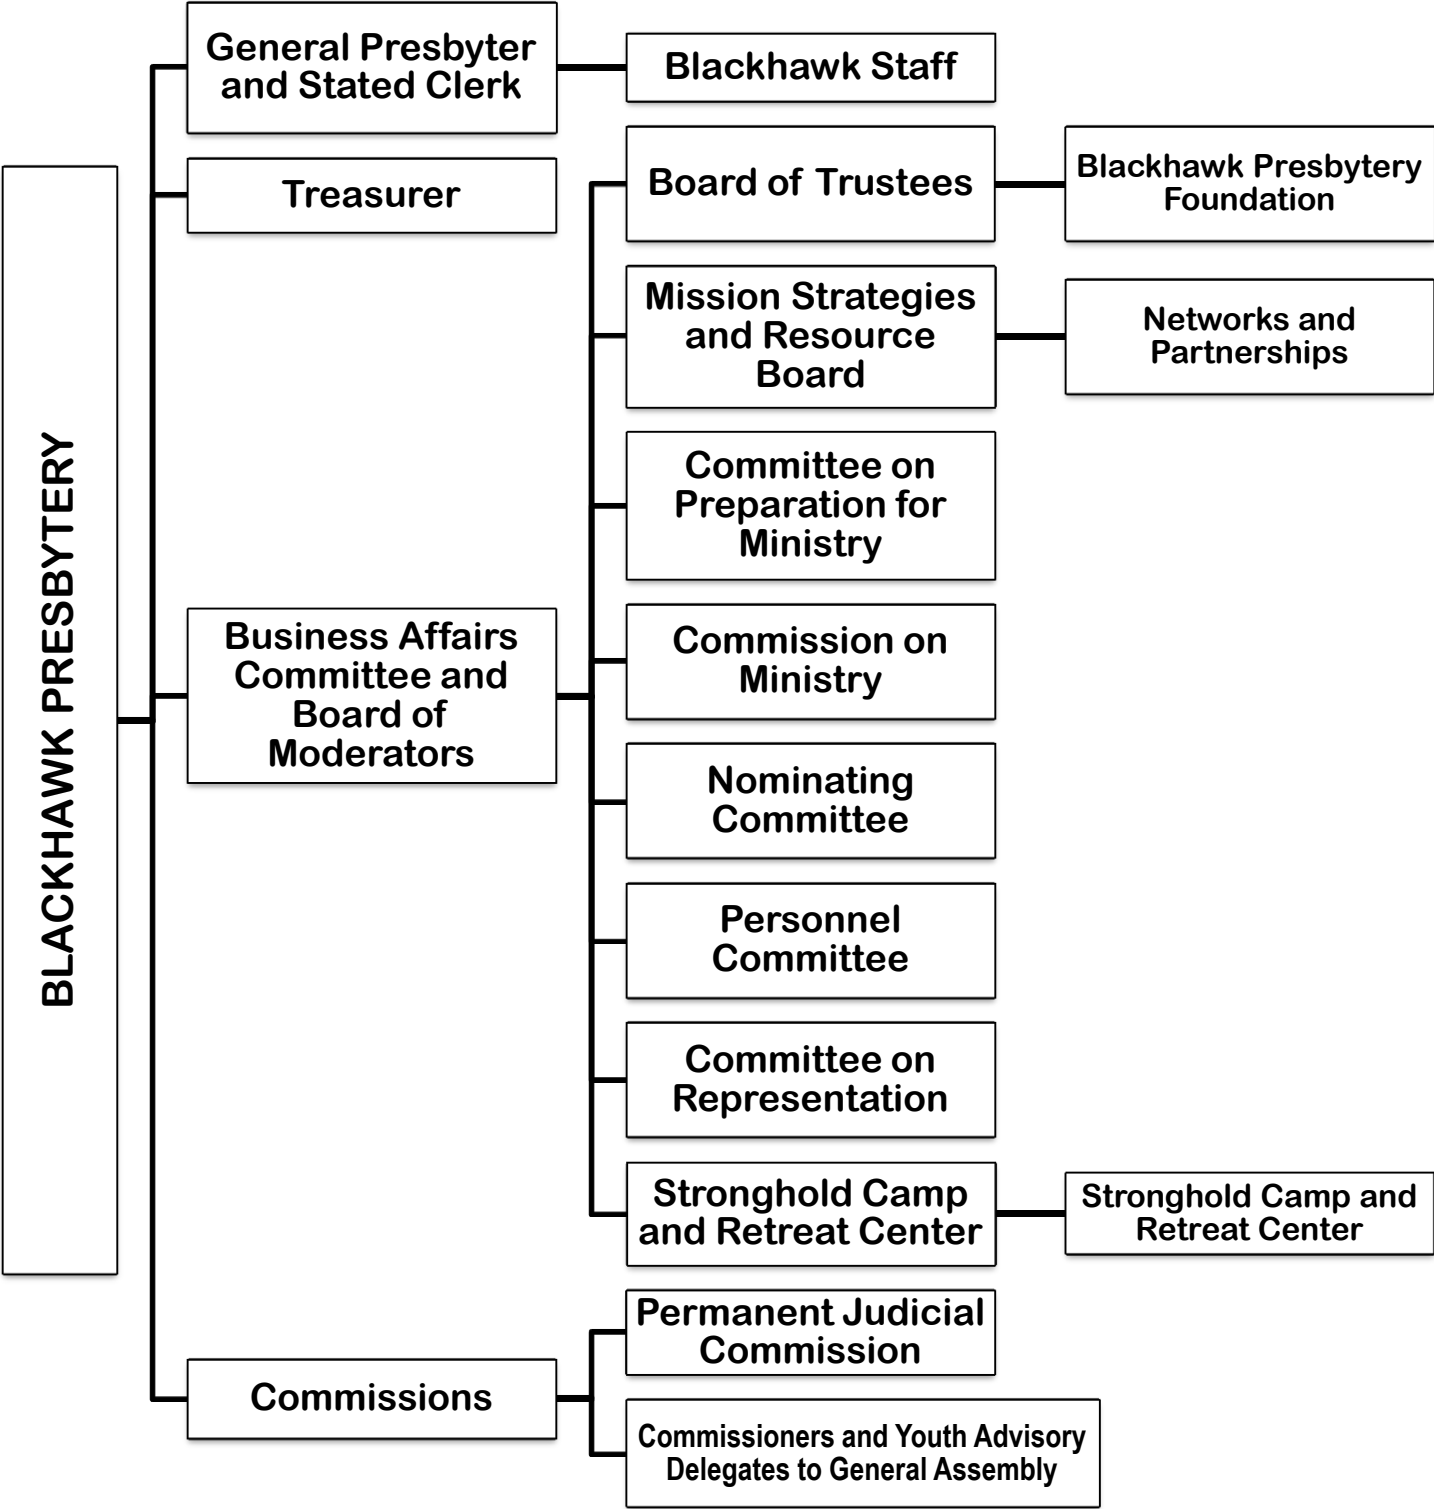 BLACKHAWK PRESBYTERY
General Presbyter
and Stated Clerk
Blackhawk Staff
Treasurer
Business Affairs
Committee and
Board of
Moderators
Board of Trustees
Blackhawk Presbytery
Foundation
Mission Strategies
and Resource
Board
Networks and
Partnerships
Committee on
Preparation for
Ministry
Commission on
Ministry
Nominating
Committee
Personnel
Committee
Committee on
Representation
Stronghold Camp
and Retreat Center
Stronghold Camp and
Retreat Center
Commissions
Permanent Judicial
Commission
Commissioners and Youth Advisory
Delegates to General Assembly